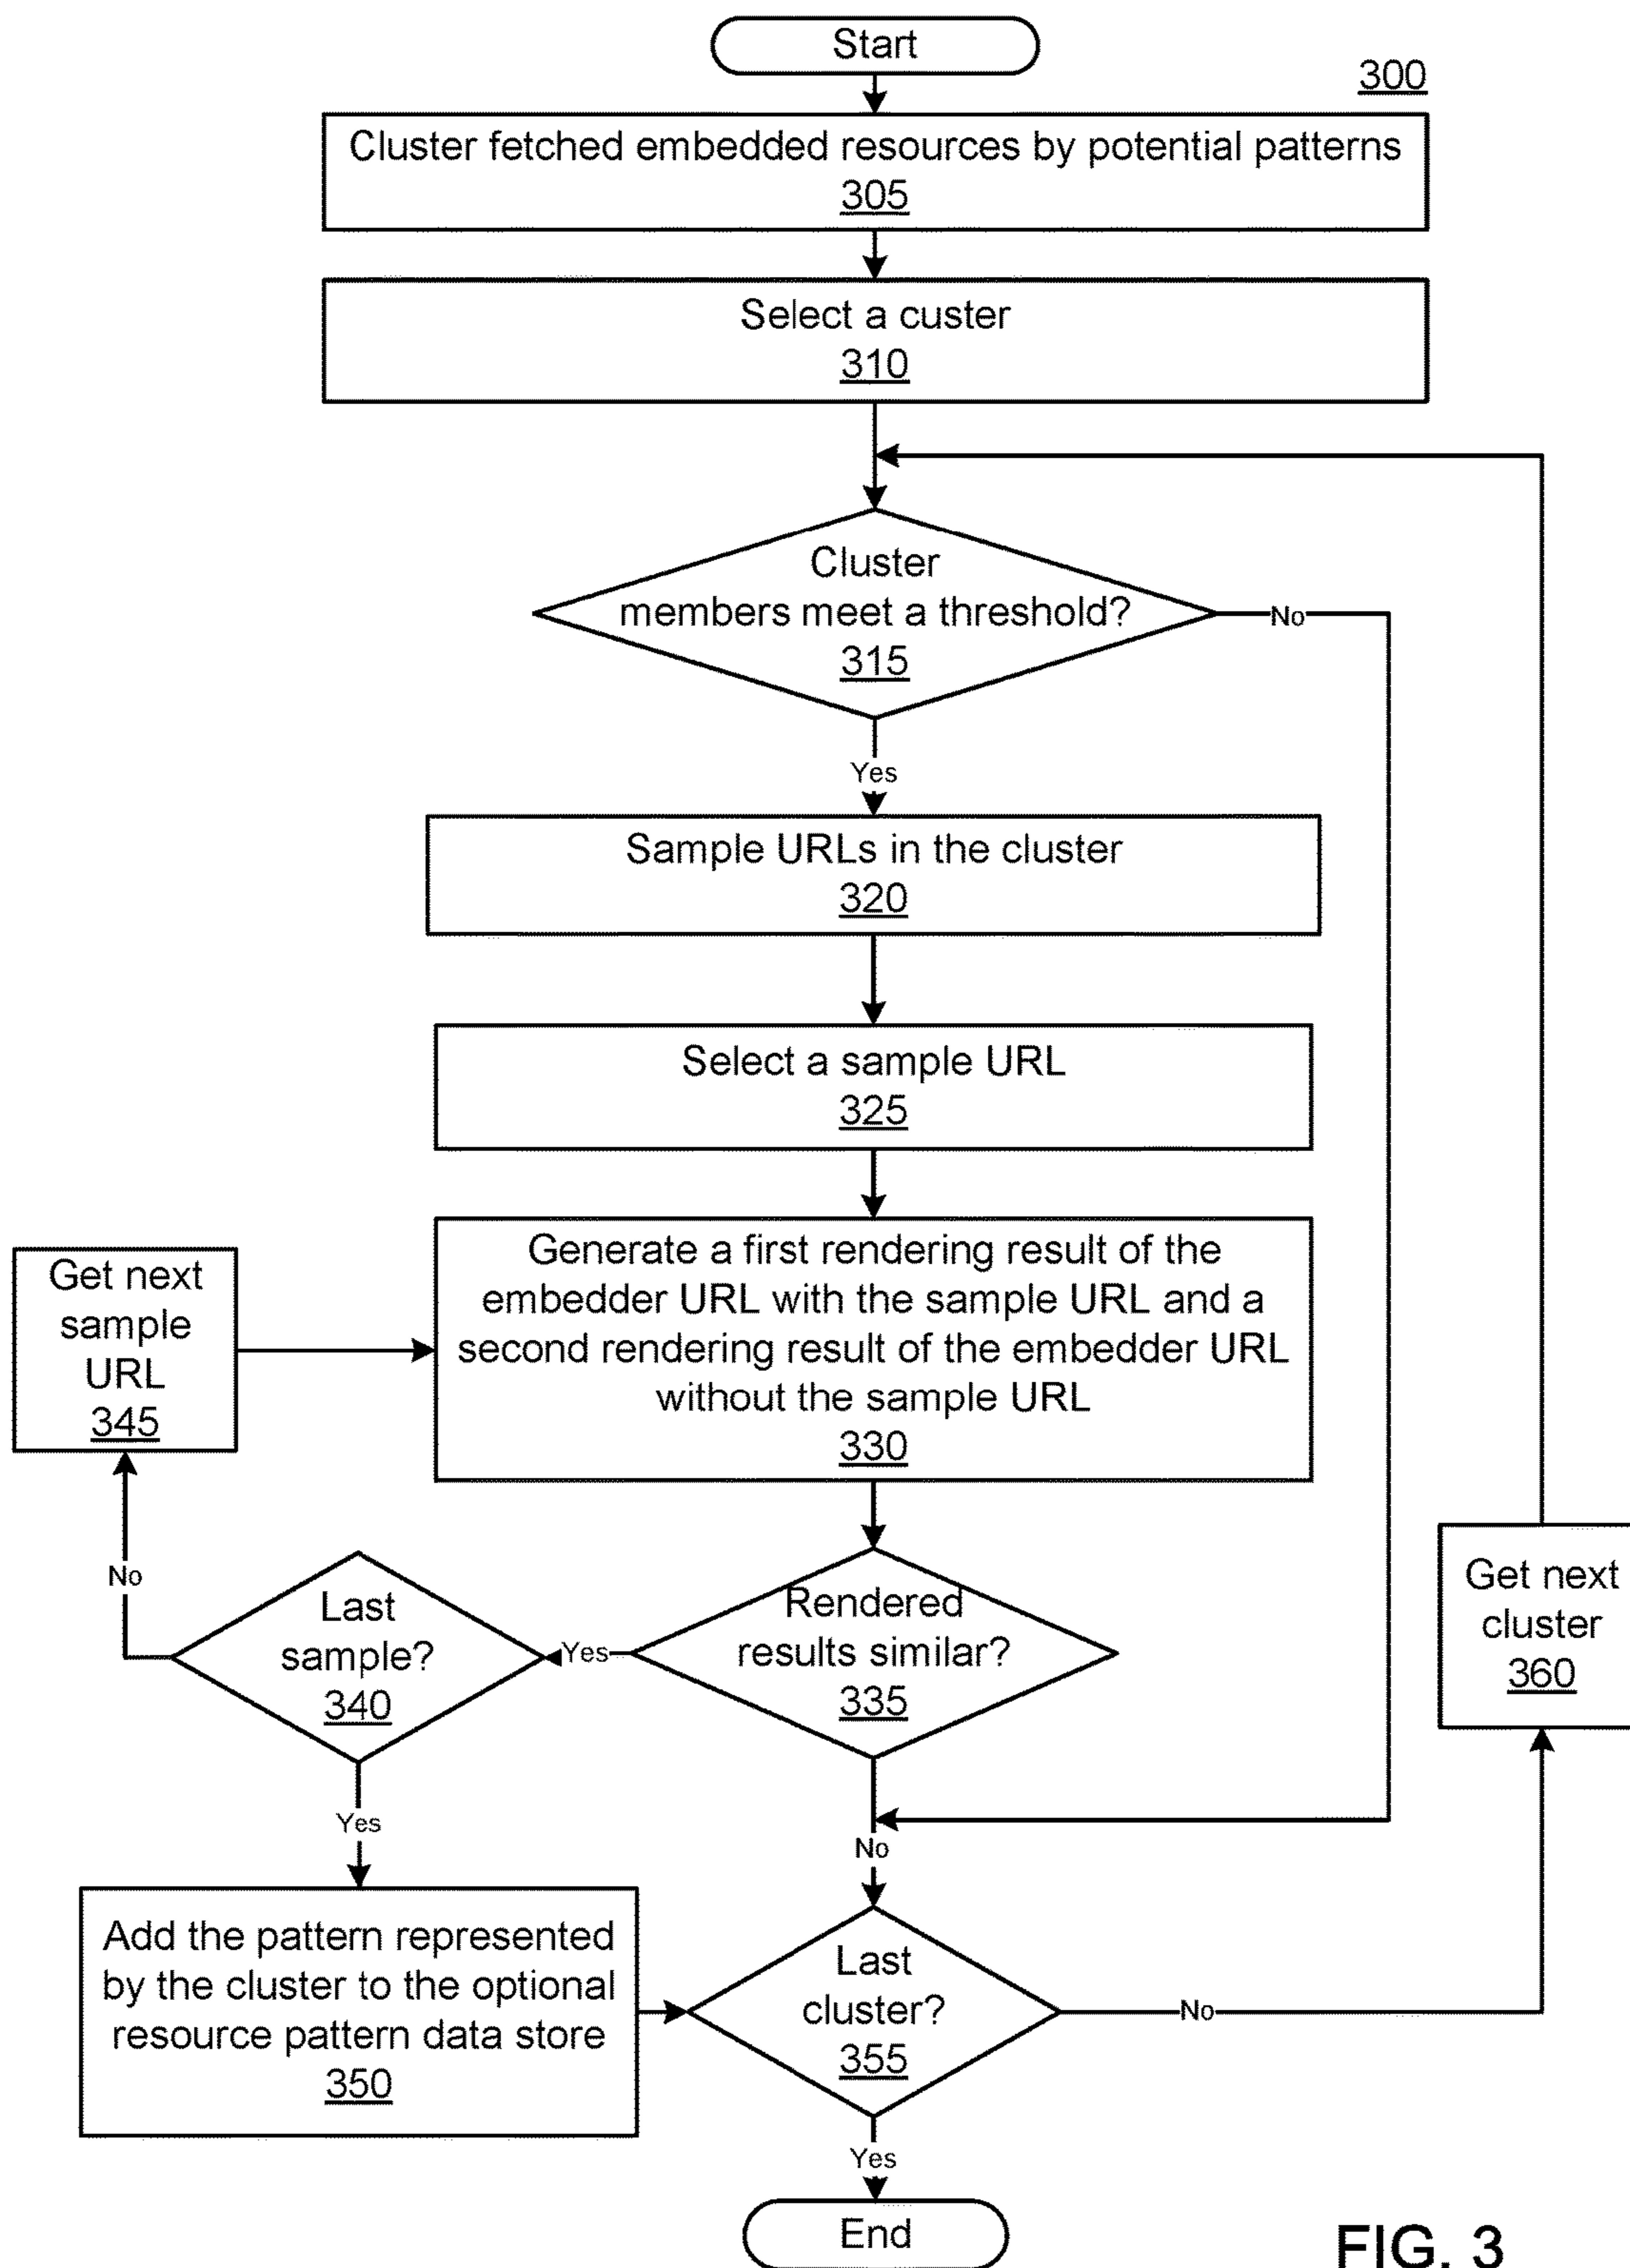 Start
300
Cluster fetched embedded resources by potential patterns
305
Select a custer
310
Cluster
members meet a threshold?
315
No
Yes
Sample URLs in the cluster
320
Select a sample URL
325
Generate a first rendering result of the
embedder URL with the sample URL and a
second rendering result of the embedder URL
without the sample URL
330
Get next
sample
URL
345
No
Last
sample?
340
Yes
Rendered
results similar?
335
Get next
cluster
360
Yes
No
Add the pattern represented
by the cluster to the optional
resource pattern data store
350
Last
cluster?
355
No
Yes
End
FIG. 3